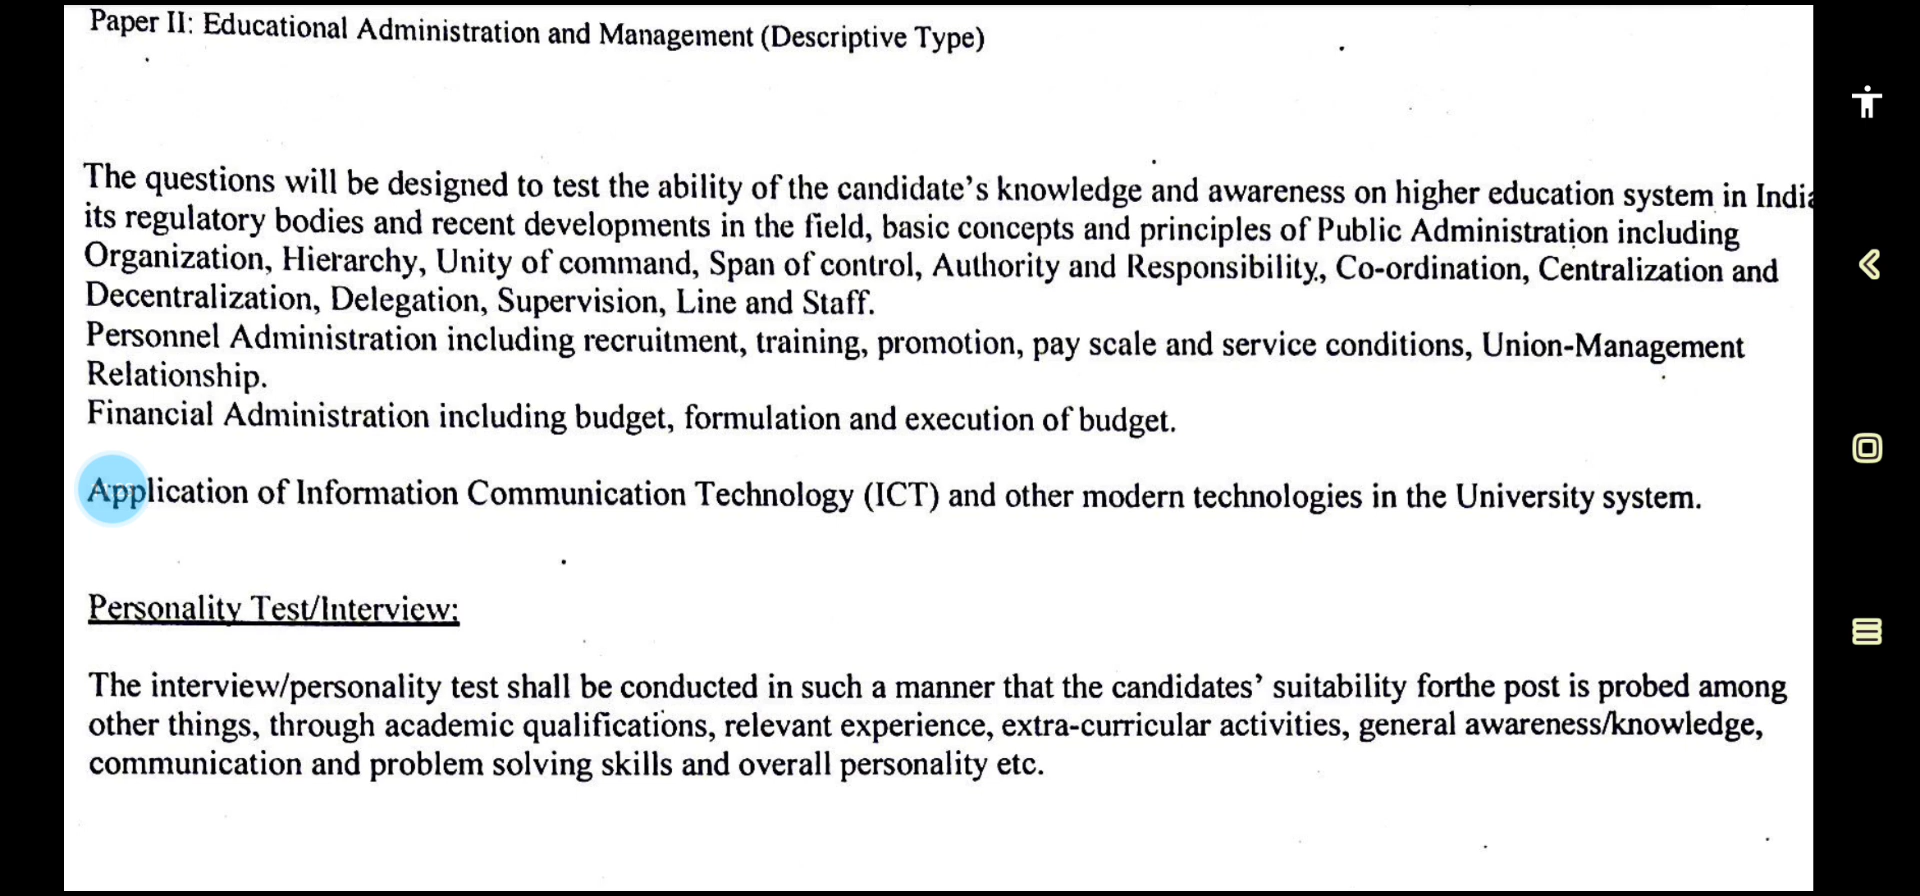 Paper II: Educational Administration and Management (Descriptive Type)
The questions will be designed to test the ability of the candidate's knowledge and awareness on higher education system in India
its regulatory bodies and recent developments in the field, basic concepts and principles of Public Administration including
Organization, Hierarchy, Unity of command, Span of control, Authority and Responsibility., Co-ordination, Centralization and
Decentralization, Delegation, Supervision, Line and Staff.
Personnel Administration including recruitment, training, promotion, pay scale and service conditions, Union-Management
Relationship.
Financial Administration including budget, formulation and execution of budget.
Application of Information Communication Technology (ICT) and other modern technologies in the University system.
Personality Test/Interview:
The interview/personality test shall be conducted in such a manner that the candidates' suitability forthe post is probed among
other things, through academic qualifications, relevant experience, extra-curricular activities, general awareness/knowledge,
communication and problem solving skills and overall personality etc.